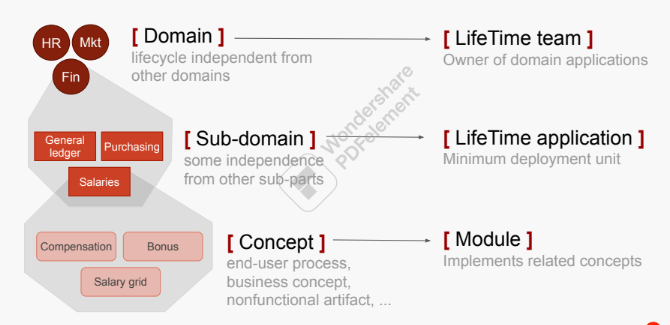 HR
Mkt
Fin
[ Domain ]
lifecycle independent from
other domains
[ LifeTime team ]
Owner of domain applications
General
ledger
Purchasing
Salaries
[ Sub-domain ]
some independence
from other sub-parts
[ LifeTime application ]
Minimum deployment unit
Wondershare
PDFelement
Compensation
Bonus
Salary grid
[ Concept ]
end-user process,
business concept,
nonfunctional artifact, ...
[ Module ]
Implements related concepts